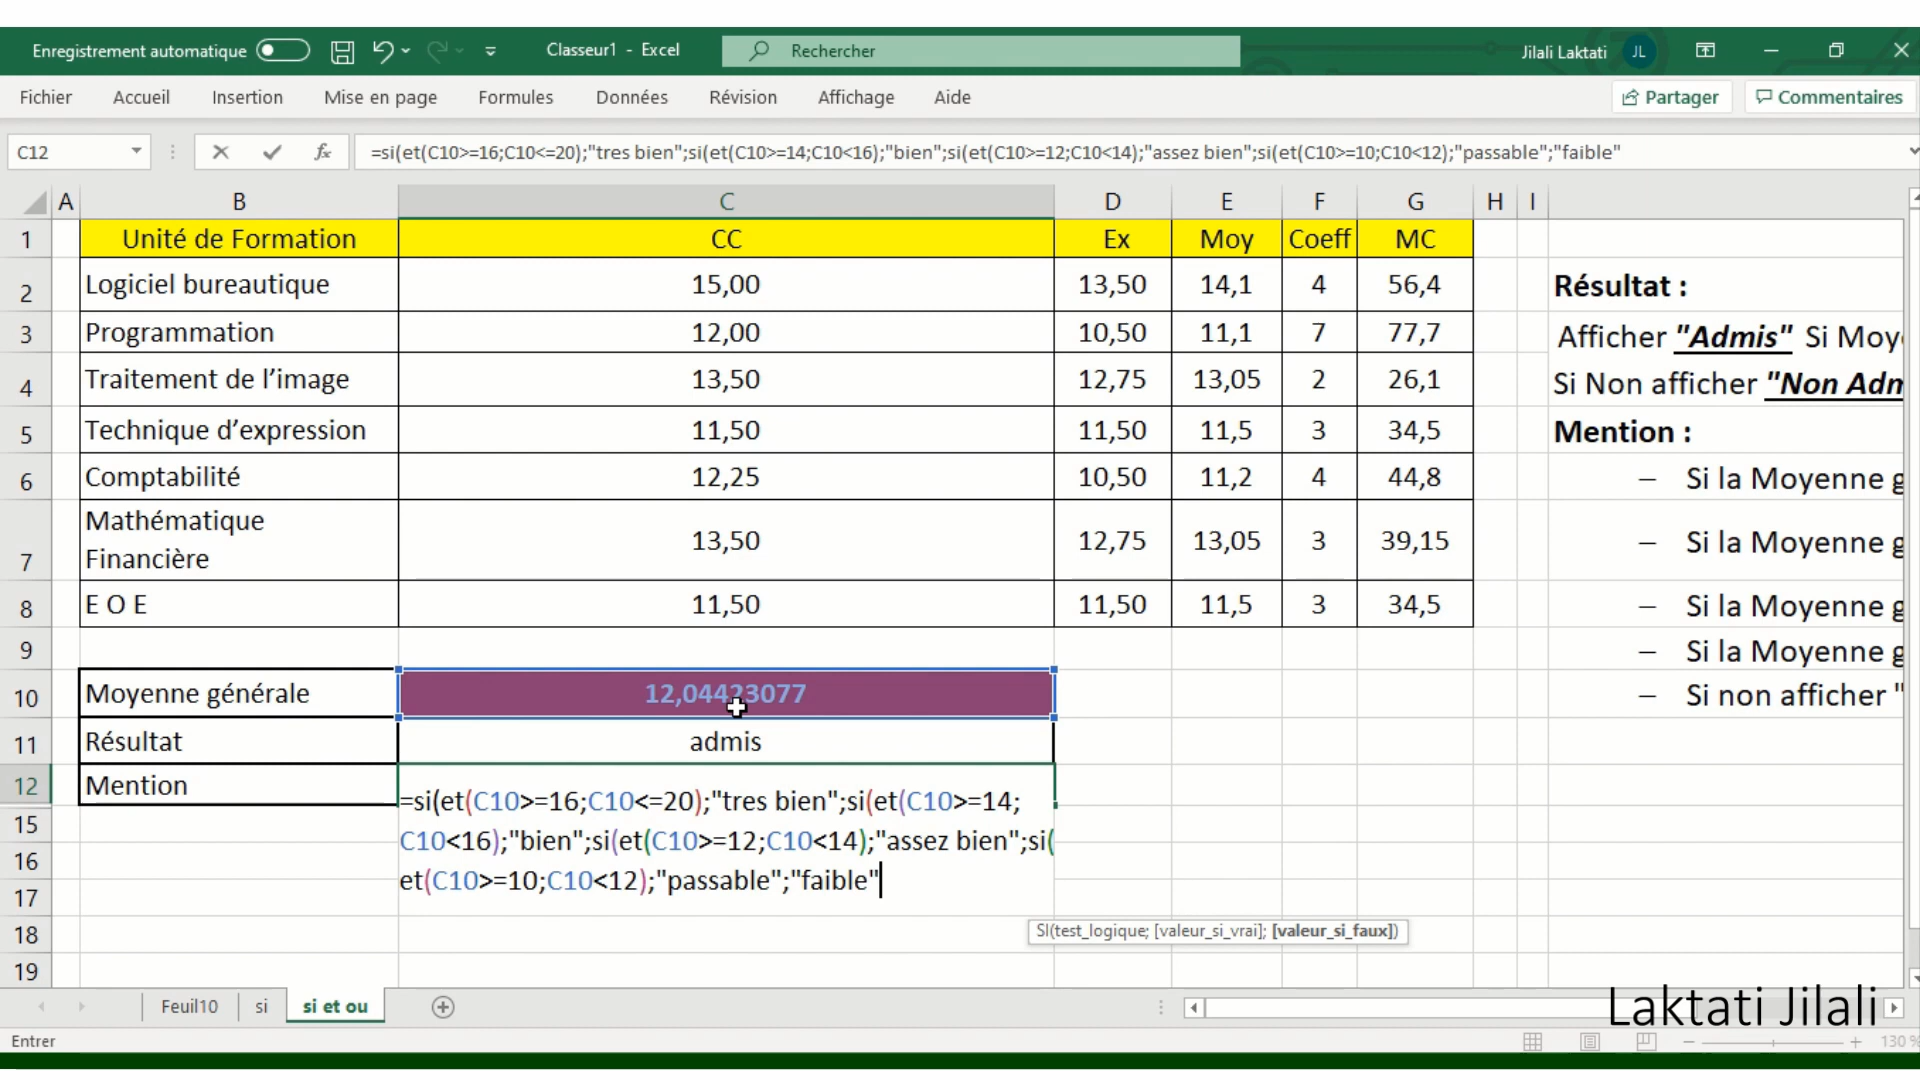 Enregistrement automatique
Classeur1 - Excel
Rechercher
Jilali Laktati JL
Fichier Accueil Insertion Mise en page Formules Données Révision Affichage Aide Partager Commentaires
C12 fx =si(et(C10>=16;C10<=20);"tres bien";si(et(C10>=14;C10<16);"bien";si(et(C10>=12;C10<14);"assez bien";si(et(C10>=10;C10<12);"passable";"faible"
A B C D E F G H I
1 Unité de Formation CC Ex Moy Coeff MC
2 Logiciel bureautique 15,00 13,50 14,1 4 56,4 Résultat :
3 Programmation 12,00 10,50 11,1 7 77,7 Afficher "Admis" Si Moy
4 Traitement de l'image 13,50 12,75 13,05 2 26,1 Si Non afficher "Non Adm
5 Technique d'expression 11,50 11,50 11,5 3 34,5 Mention :
6 Comptabilité 12,25 10,50 11,2 4 44,8 – Si la Moyenne g
7 Mathématique Financière 13,50 12,75 13,05 3 39,15 – Si la Moyenne g
8 E O E 11,50 11,50 11,5 3 34,5 – Si la Moyenne g
9 – Si la Moyenne g
10 Moyenne générale 12,04423077 – Si non afficher "
11 Résultat admis
12 Mention
=si(et(C10>=16;C10<=20);"tres bien";si(et(C10>=14;
15
C10<16);"bien";si(et(C10>=12;C10<14);"assez bien";si(
16
et(C10>=10;C10<12);"passable";"faible"
17
18 SI(test_logique; [valeur_si_vrai]; [valeur_si_faux])
19
Feuil10 si si et ou
Laktati Jilali
Entrer
130 %